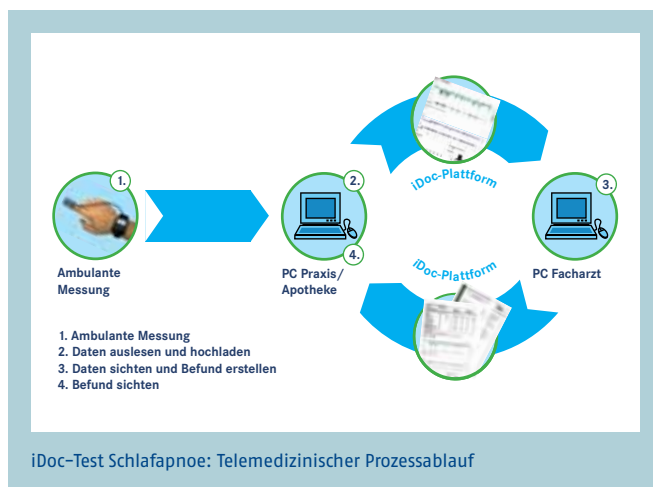 iDoc-Plattform
1.
2.
3.
4.
iDoc-Plattform
Ambulante
Messung
PC Praxis/
Apotheke
PC Facharzt
1. Ambulante Messung
2. Daten auslesen und hochladen
3. Daten sichten und Befund erstellen
4. Befund sichten
iDoc-Test Schlafapnoe: Telemedizinischer Prozessablauf